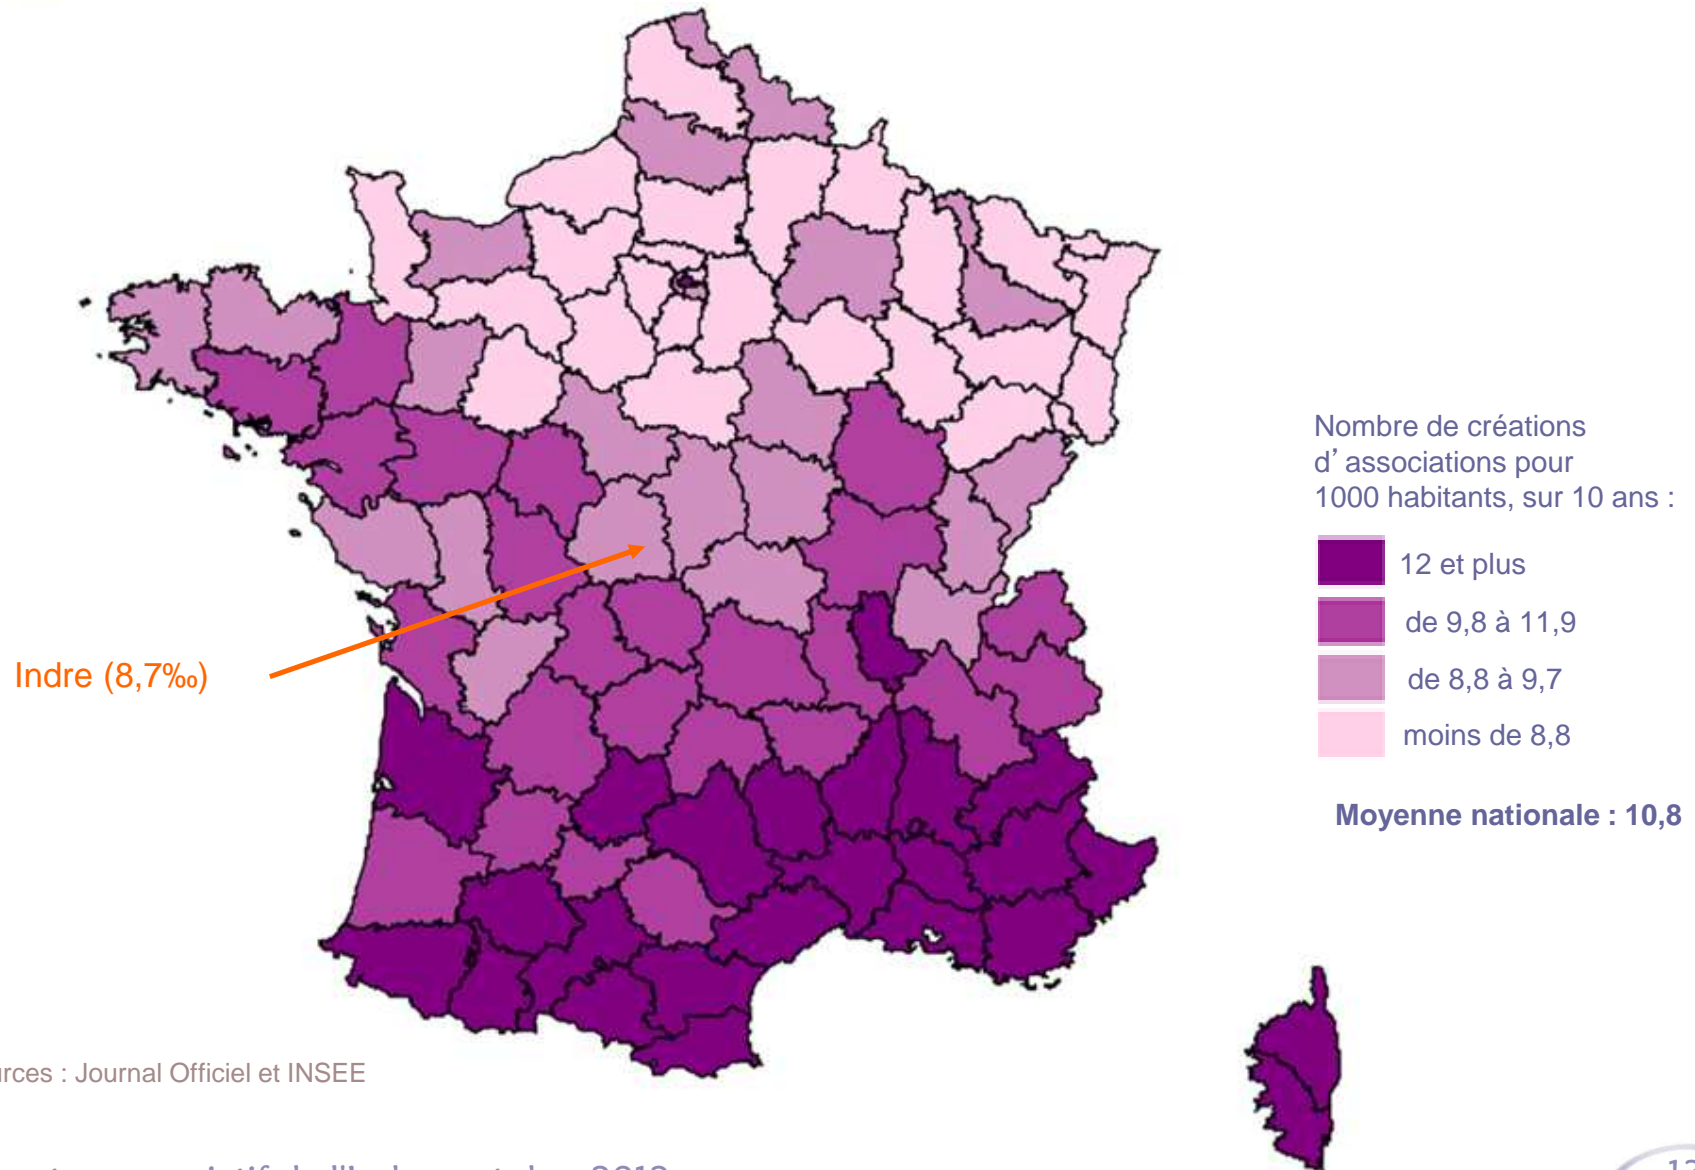 Nombre de créations
d’associations pour
1000 habitants, sur 10 ans :
12 et plus
de 9,8 à 11,9
Indre (8,7‰)
de 8,8 à 9,7
moins de 8,8
Moyenne nationale : 10,8
: Journal Officiel et INSEE